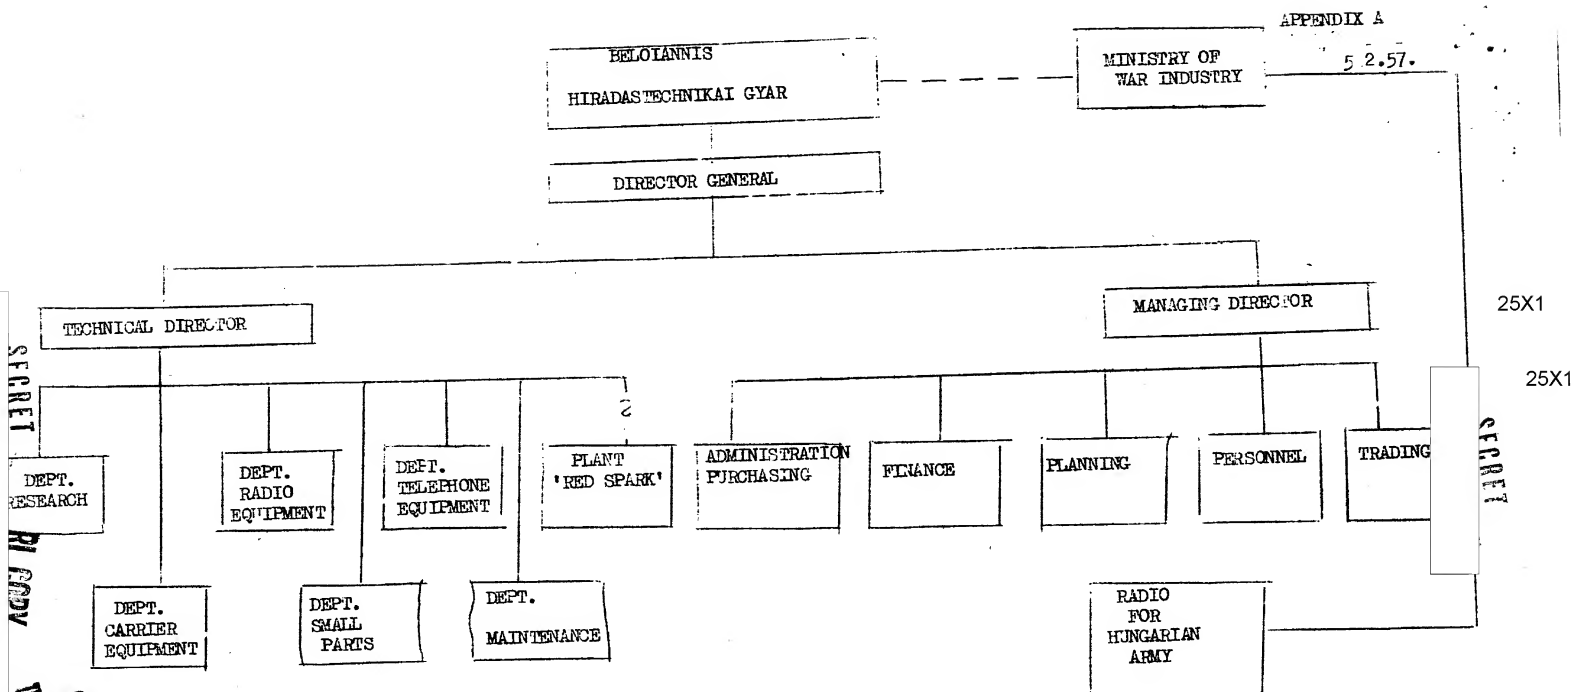 APPENDIX A
5.2.57.
BELOIANNIS
HIRADASTECHNIKAI GYAR
MINISTRY OF
WAR INDUSTRY
DIRECTOR GENERAL
TECHNICAL DIRECTOR
MANAGING DIRECTOR
25X1
25X1
SECRET
SECRET
DEPT.
RESEARCH
DEPT.
RADIO
EQUIPMENT
DEPT.
TELEPHONE
EQUIPMENT
PLANT
'RED SPARK'
ADMINISTRATION
PURCHASING
FINANCE
PLANNING
PERSONNEL
TRADING
COPY
DEPT.
CARRIER
EQUIPMENT
DEPT.
SMALL
PARTS
DEPT.
MAINTENANCE
RADIO
FOR
HUNGARIAN
ARMY